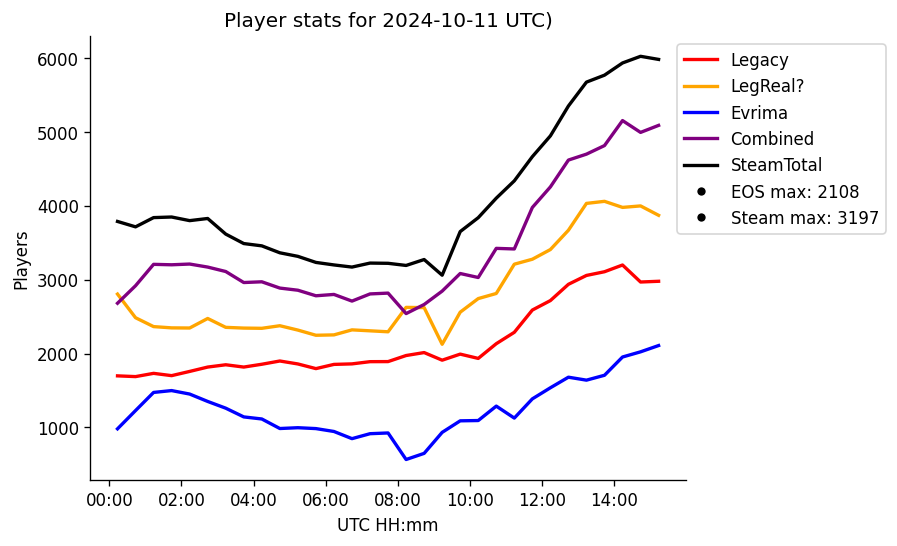 Player stats for 2024-10-11 UTC)
6000
5000
4000
3000
2000
1000
Players
00:00 02:00 04:00 06:00 08:00 10:00 12:00 14:00
UTC HH:mm
Legacy
LegReal?
Evrima
Combined
SteamTotal
EOS max: 2108
Steam max: 3197